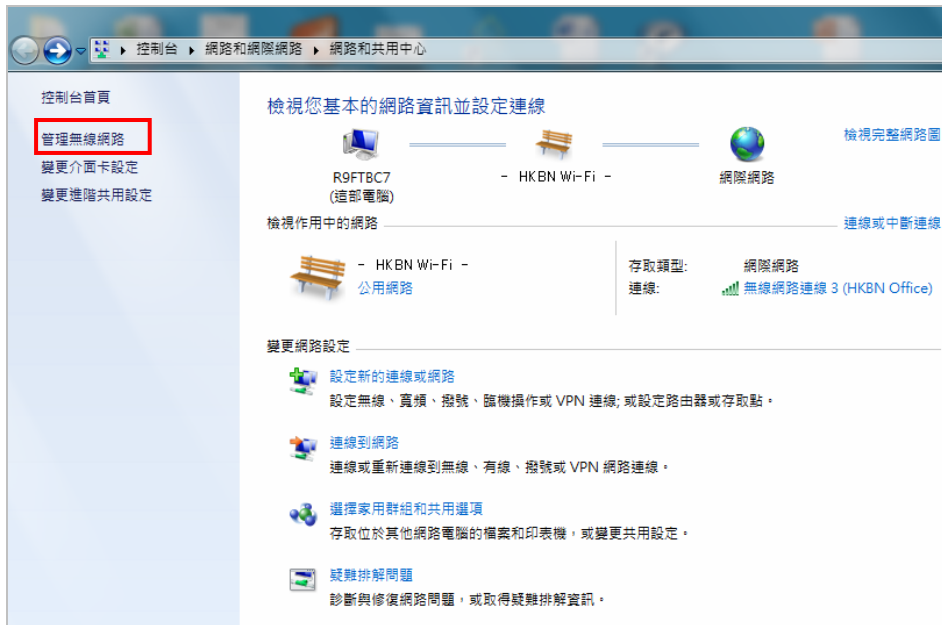 控制台 ▸ 網路和網際網路 ▸ 網路和共用中心
控制台首頁
管理無線網路
變更介面卡設定
變更進階共用設定
檢視您基本的網路資訊並設定連線
檢視完整網路圖
R9FTBC7
(這部電腦)
- HKBN Wi-Fi -
網際網路
檢視作用中的網路
連線或中斷連線
- HKBN Wi-Fi -
公用網路
存取類型: 網際網路
連線: 無線網路連線 3 (HKBN Office)
變更網路設定
設定新的連線或網路
設定無線、寬頻、撥號、臨機操作或 VPN 連線; 或設定路由器或存取點。
連線到網路
連線或重新連線到無線、有線、撥號或 VPN 網路連線。
選擇家用群組和共用選項
存取位於其他網路電腦的檔案和印表機，或變更共用設定。
疑難排解問題
診斷與修復網路問題，或取得疑難排解資訊。